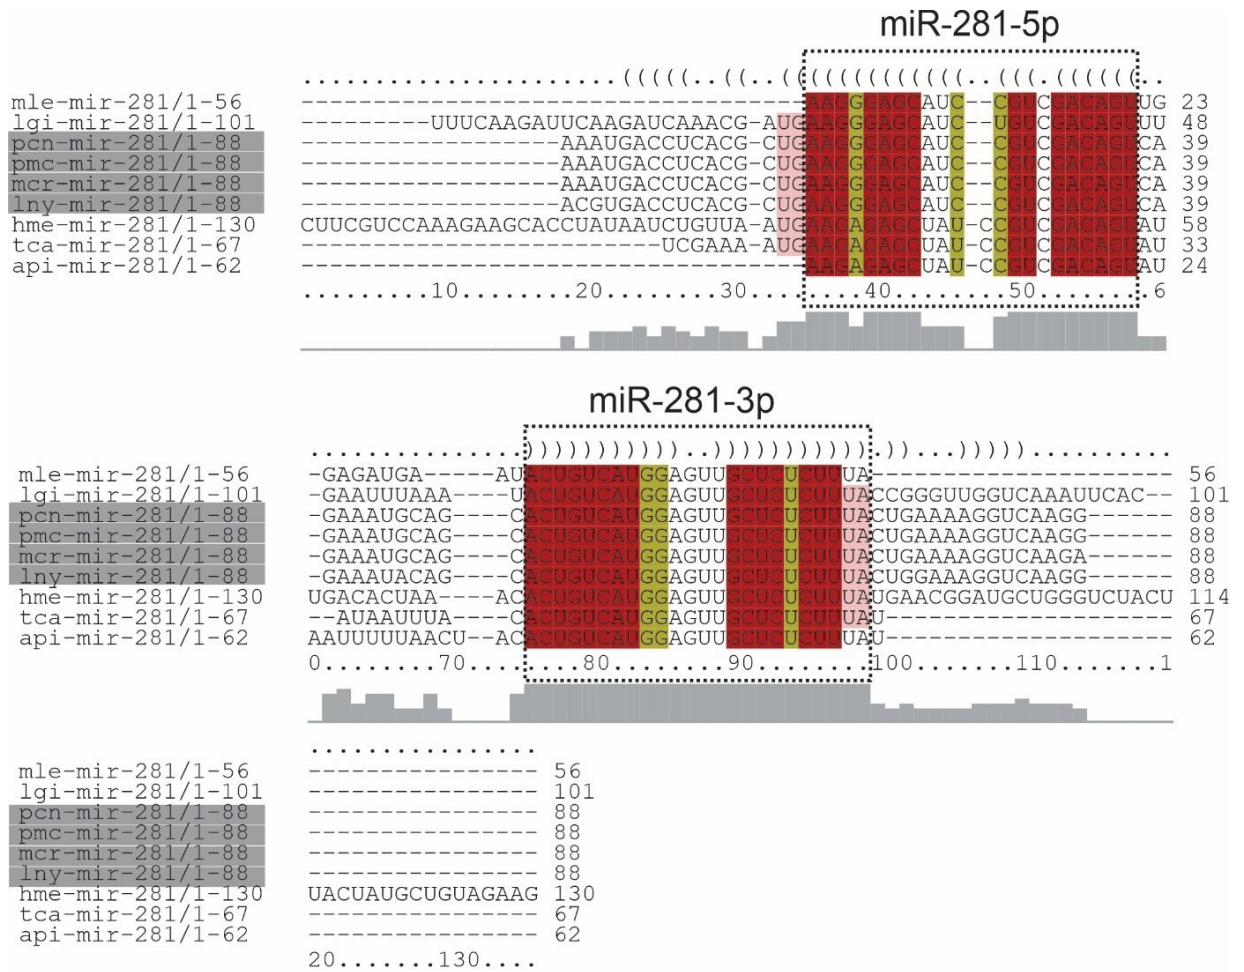 miR-281-5p
......................(((((..((..(((((((((((((..(((.((((((..
mle-mir-281/1-56 -----------------------------------AAGGGAGCAUC--CGUCGACAGUUG 23
lgi-mir-281/1-101 ---------UUUCAAGAUUCAAGAUCAAACG-AUGAAGGGAGCAUC--UGUCGACAGUUU 48
pcn-mir-281/1-88 ------------------AAAUGACCUCACG-CUGAAGGGAGCAUC--CGUCGACAGUCA 39
pmc-mir-281/1-88 ------------------AAAUGACCUCACG-CUGAAGGGAGCAUC--CGUCGACAGUCA 39
mcr-mir-281/1-88 ------------------AAAUGACCUCACG-CUGAAGGGAGCAUC--CGUCGACAGUCA 39
lny-mir-281/1-88 ------------------ACGUGACCUCACG-CUGAAGGGAGCAUC--CGUCGACAGUCA 39
hme-mir-281/1-130 CUUCGUCCAAAGAAGCACCUAUAAUCUGUUA-AUGAAGAGAGCUAU-CCGUCGACAGUAU 58
tca-mir-281/1-67 -------------------------UCGAAA-AUGAAGAGAGCUAU-CCGUCGACAGUAU 33
api-mir-281/1-62 -----------------------------------AAGAGAGCUAU-CCGUCGACAGUAU 24
.........10........20........30........40........50........6
miR-281-3p
...............)))))))))))..))))))))))).))...)))))..........
mle-mir-281/1-56 -GAGAUGA-----AUACUGUCAUGGAGUUGCUCUCUUUA--------------------- 56
lgi-mir-281/1-101 -GAAUUUAAA----UACUGUCAUGGAGUUGCUCUCUUUACCGGGUUGGUCAAAUUCAC-- 101
pcn-mir-281/1-88 -GAAAUGCAG----CACUGUCAUGGAGUUGCUCUCUUUACUGAAAAGGUCAAGG------ 88
pmc-mir-281/1-88 -GAAAUGCAG----CACUGUCAUGGAGUUGCUCUCUUUACUGAAAAGGUCAAGG------ 88
mcr-mir-281/1-88 -GAAAUGCAG----CACUGUCAUGGAGUUGCUCUCUUUACUGAAAAGGUCAAGA------ 88
lny-mir-281/1-88 -GAAAUACAG----CACUGUCAUGGAGUUGCUCUCUUUACUGGAAAGGUCAAGG------ 88
hme-mir-281/1-130 UGACACUAA----ACACUGUCAUGGAGUUGCUCUCUUUAUGAACGGAUGCUGGGUCUACU 114
tca-mir-281/1-67 --AUAAUUUA----CACUGUCAUGGAGUUGCUCUCUUUAU-------------------- 67
api-mir-281/1-62 AAUUUUUAACU--ACACUGUCAUGGAGUUGCUCUCUUUAU-------------------- 62
0........70........80........90........100.......110.......1
................
mle-mir-281/1-56 ---------------- 56
lgi-mir-281/1-101 ---------------- 101
pcn-mir-281/1-88 ---------------- 88
pmc-mir-281/1-88 ---------------- 88
mcr-mir-281/1-88 ---------------- 88
lny-mir-281/1-88 ---------------- 88
hme-mir-281/1-130 UACUAUGCUGUAGAAG 130
tca-mir-281/1-67 ---------------- 67
api-mir-281/1-62 ---------------- 62
20.......130....